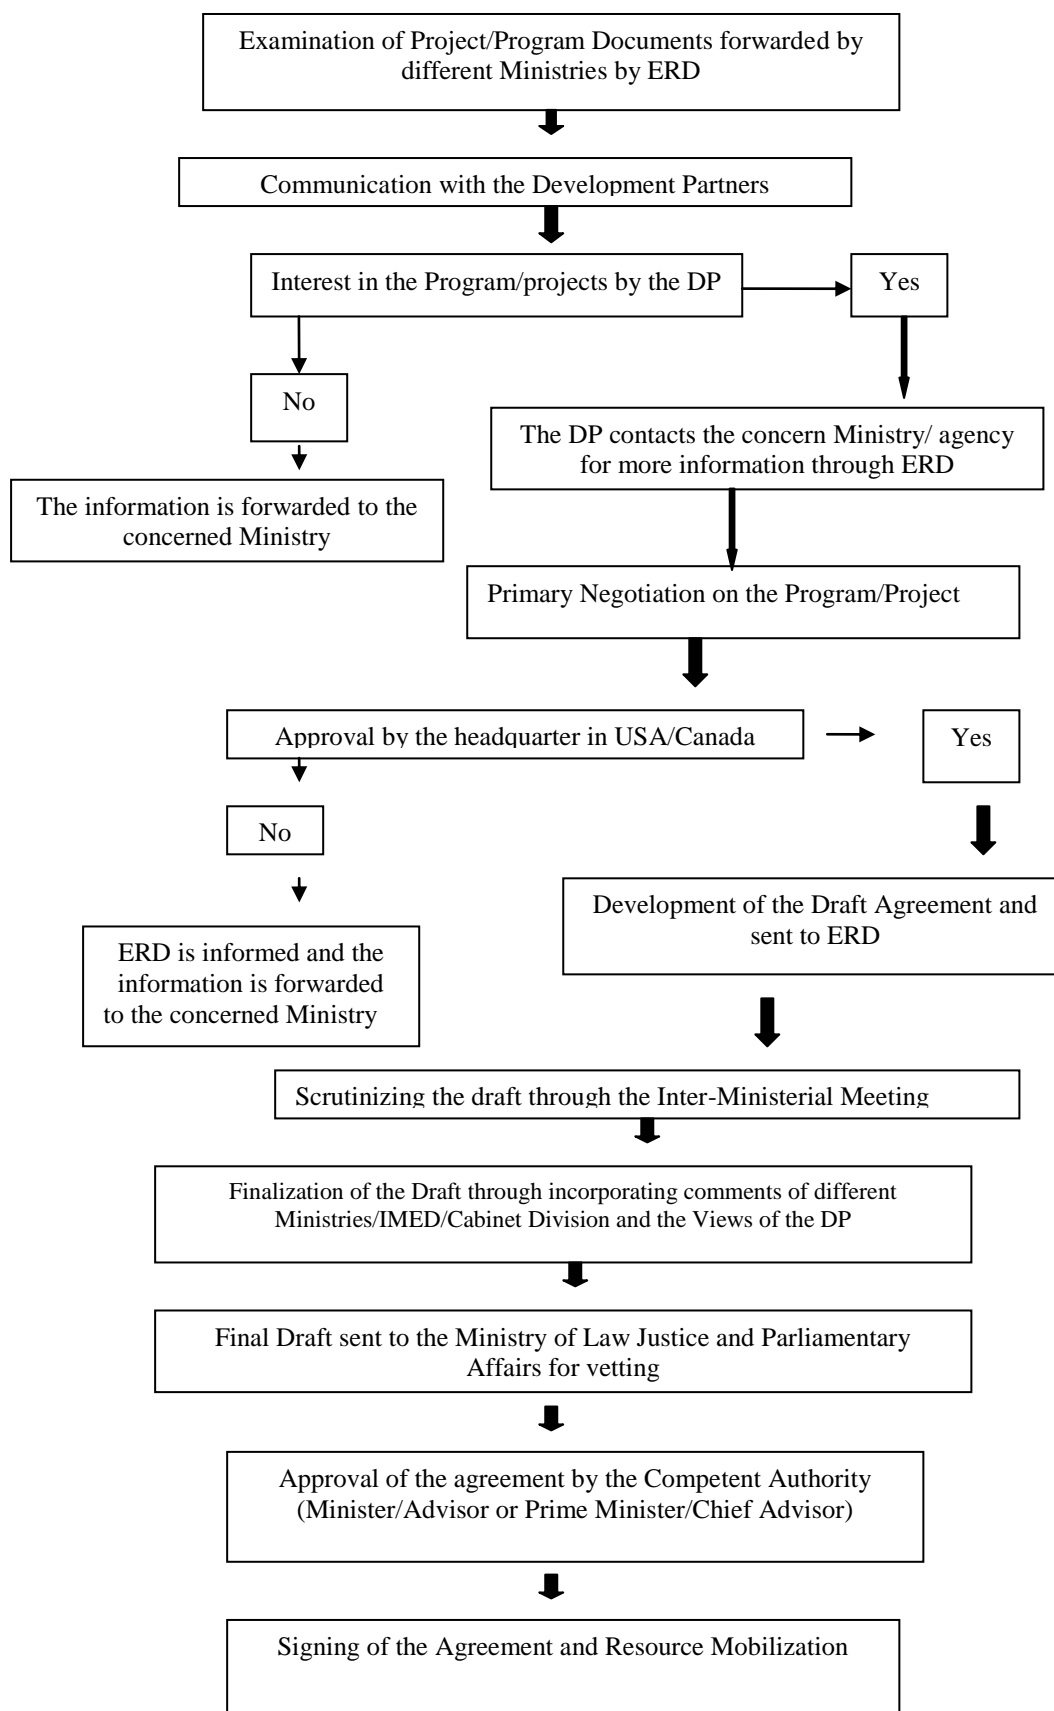 Examination of Project/Program Documents forwarded by
different Ministries by ERD
Communication with the Development Partners
Interest in the Program/projects by the DP
Yes
No
The DP contacts the concern Ministry/ agency
for more information through ERD
The information is forwarded to the
concerned Ministry
Primary Negotiation on the Program/Project
Approval by the headquarter in USA/Canada
Yes
No
Development of the Draft Agreement and
sent to ERD
ERD is informed and the
information is forwarded
to the concerned Ministry
Scrutinizing the draft through the Inter-Ministerial Meeting
Finalization of the Draft through incorporating comments of different
Ministries/IMED/Cabinet Division and the Views of the DP
Final Draft sent to the Ministry of Law Justice and Parliamentary
Affairs for vetting
Approval of the agreement by the Competent Authority
(Minister/Advisor or Prime Minister/Chief Advisor)
Signing of the Agreement and Resource Mobilization